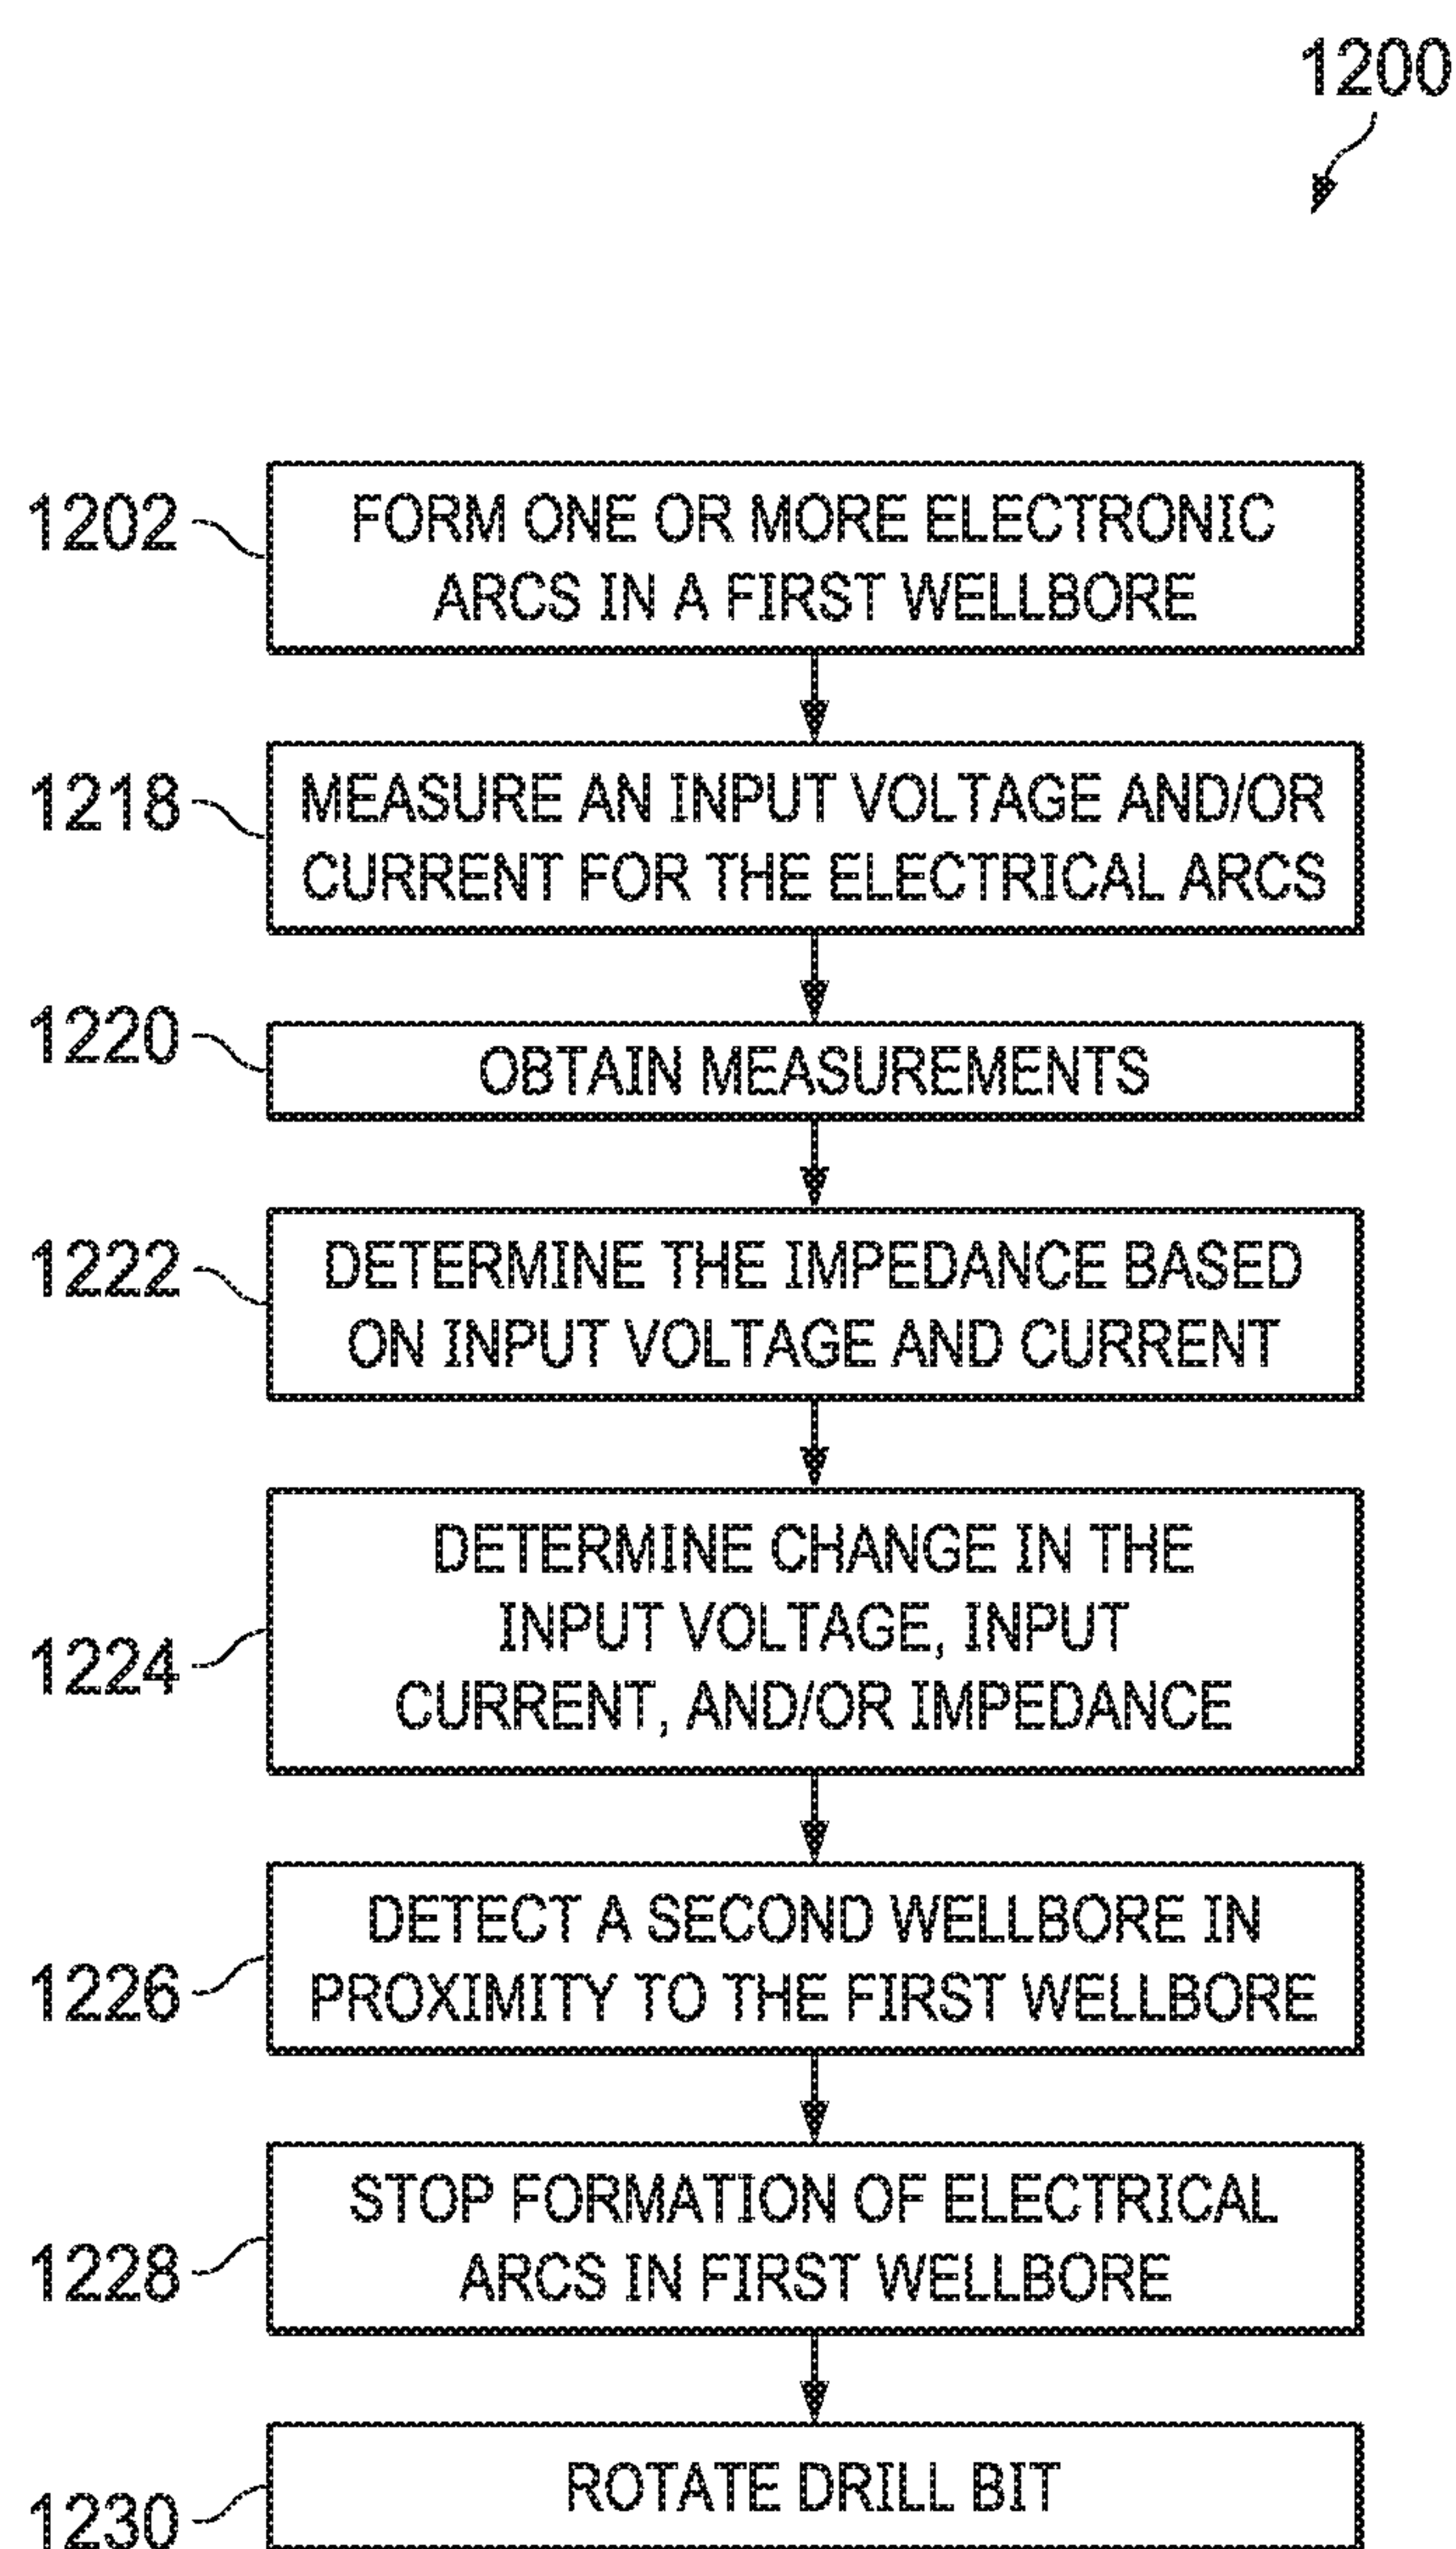 1200
1202
FORM ONE OR MORE ELECTRONIC
ARCS IN A FIRST WELLBORE
1218
MEASURE AN INPUT VOLTAGE AND/OR
CURRENT FOR THE ELECTRICAL ARCS
1220
OBTAIN MEASUREMENTS
1222
DETERMINE THE IMPEDANCE BASED
ON INPUT VOLTAGE AND CURRENT
1224
DETERMINE CHANGE IN THE
INPUT VOLTAGE, INPUT
CURRENT, AND/OR IMPEDANCE
1226
DETECT A SECOND WELLBORE IN
PROXIMITY TO THE FIRST WELLBORE
1228
STOP FORMATION OF ELECTRICAL
ARCS IN FIRST WELLBORE
1230
ROTATE DRILL BIT